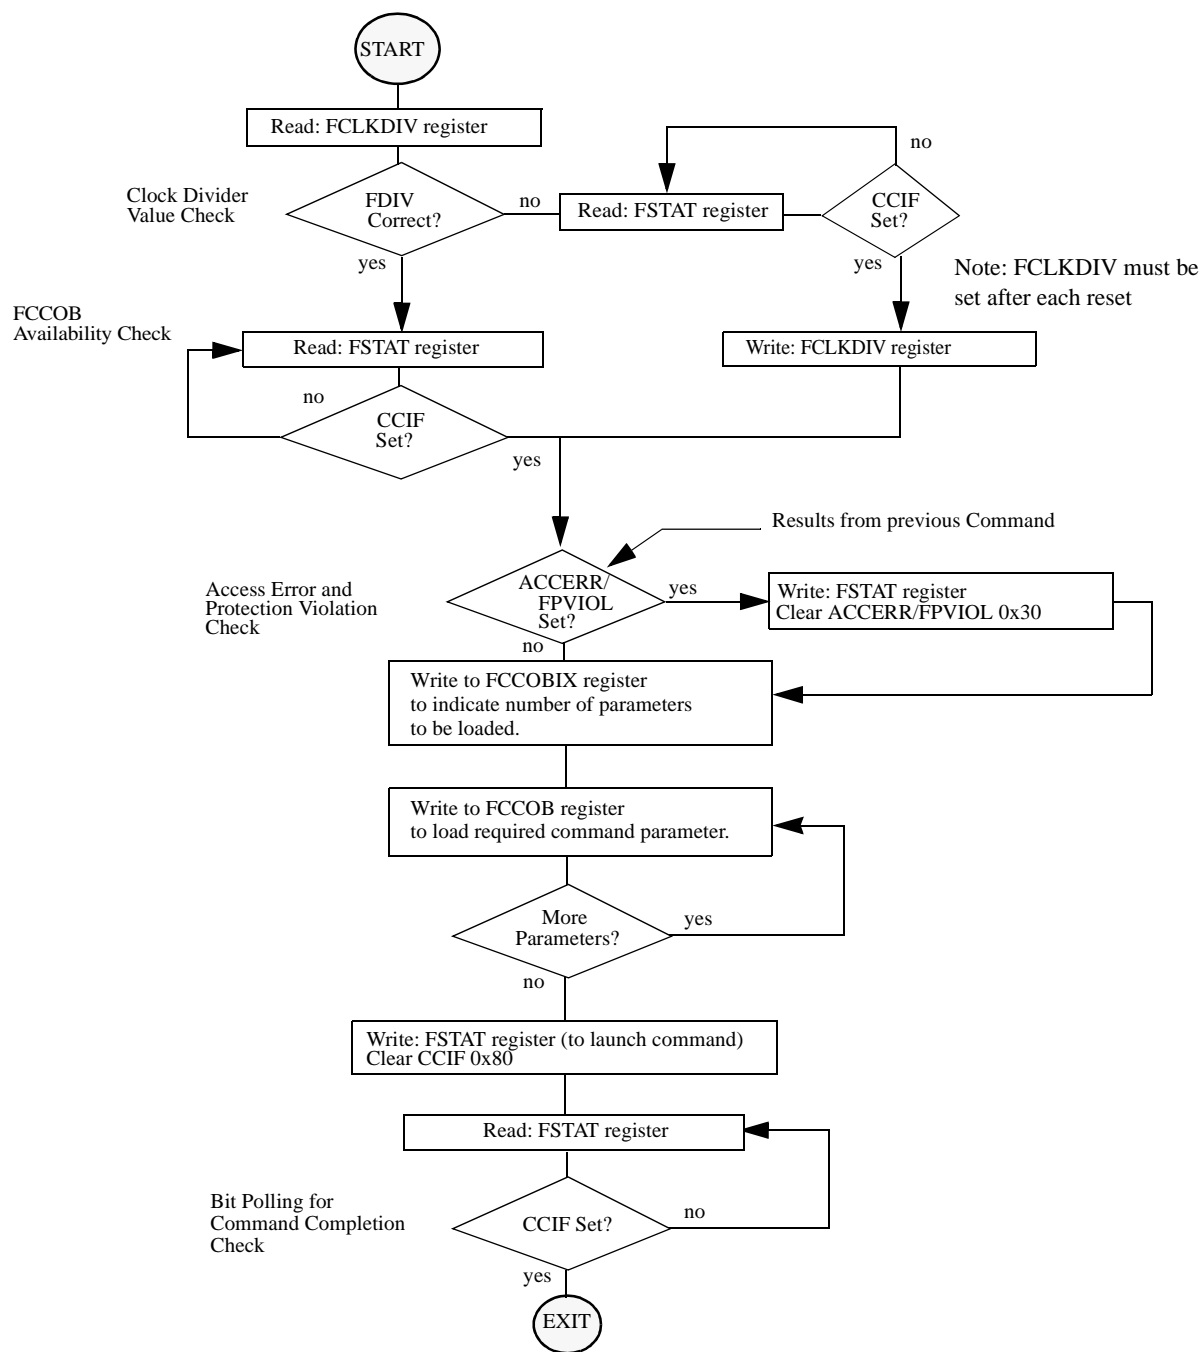 START
Read: FCLKDIV register
no
Clock Divider
Value Check
FDIV
Correct?
no
Read: FSTAT register
CCIF
Set?
yes
yes
Note: FCLKDIV must be
set after each reset
FCCOB
Availability Check
Read: FSTAT register
Write: FCLKDIV register
no
CCIF
Set?
yes
Results from previous Command
Access Error and
Protection Violation
Check
ACCERR/
FPVIOL
Set?
yes
Write: FSTAT register
Clear ACCERR/FPVIOL 0x30
no
Write to FCCOBIX register
to indicate number of parameters
to be loaded.
Write to FCCOB register
to load required command parameter.
More
Parameters?
yes
no
Write: FSTAT register (to launch command)
Clear CCIF 0x80
Read: FSTAT register
Bit Polling for
Command Completion
Check
CCIF Set?
no
yes
EXIT